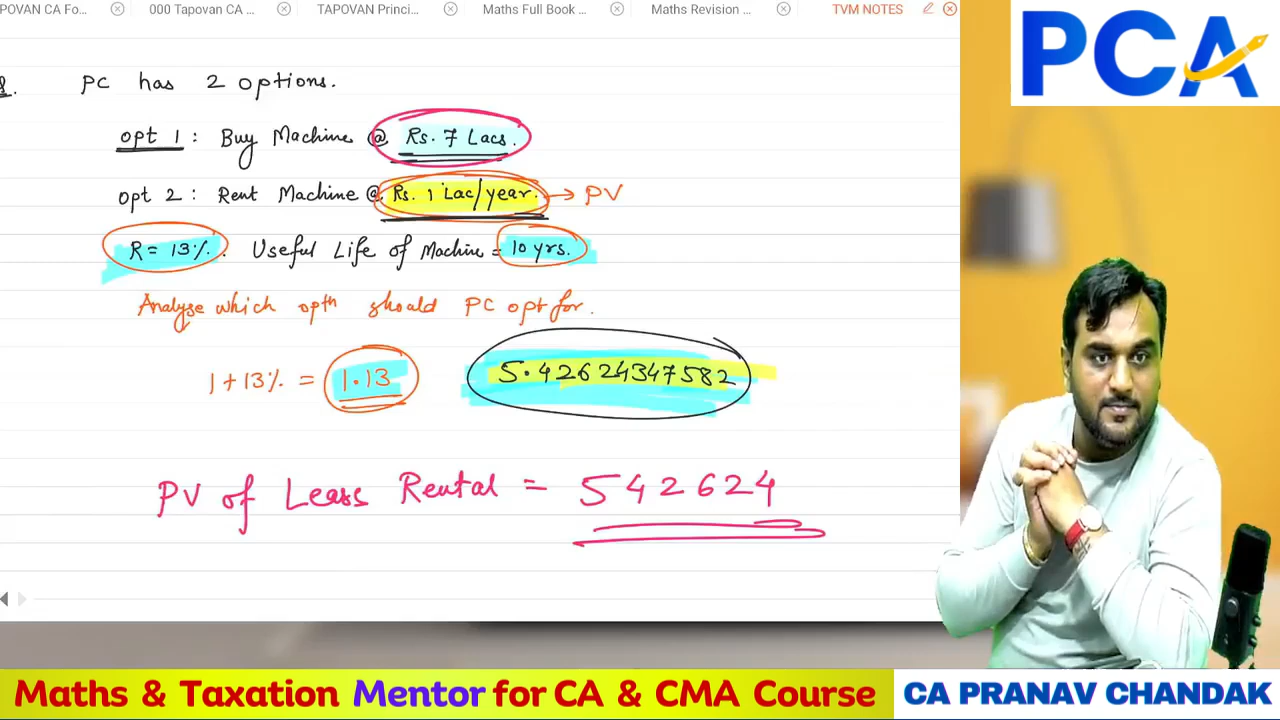 POVAN CA Fo...
000 Tapovan CA ...
TAPOVAN Princi...
Maths Full Book ...
Maths Revision ...
TVM NOTES
PCA
PC has 2 options.
opt 1 : Buy Machine @ Rs. 7 Lacs.
opt 2 : Rent Machine @ Rs. 1 Lac/year. → PV
R = 13%. Useful Life of Machine = 10 yrs.
Analyse which optn should PC opt for.
1 + 13% = 1.13
5.42624347582
PV of Lease Rental = 542624
Maths & Taxation Mentor for CA & CMA Course
CA PRANAV CHANDAK